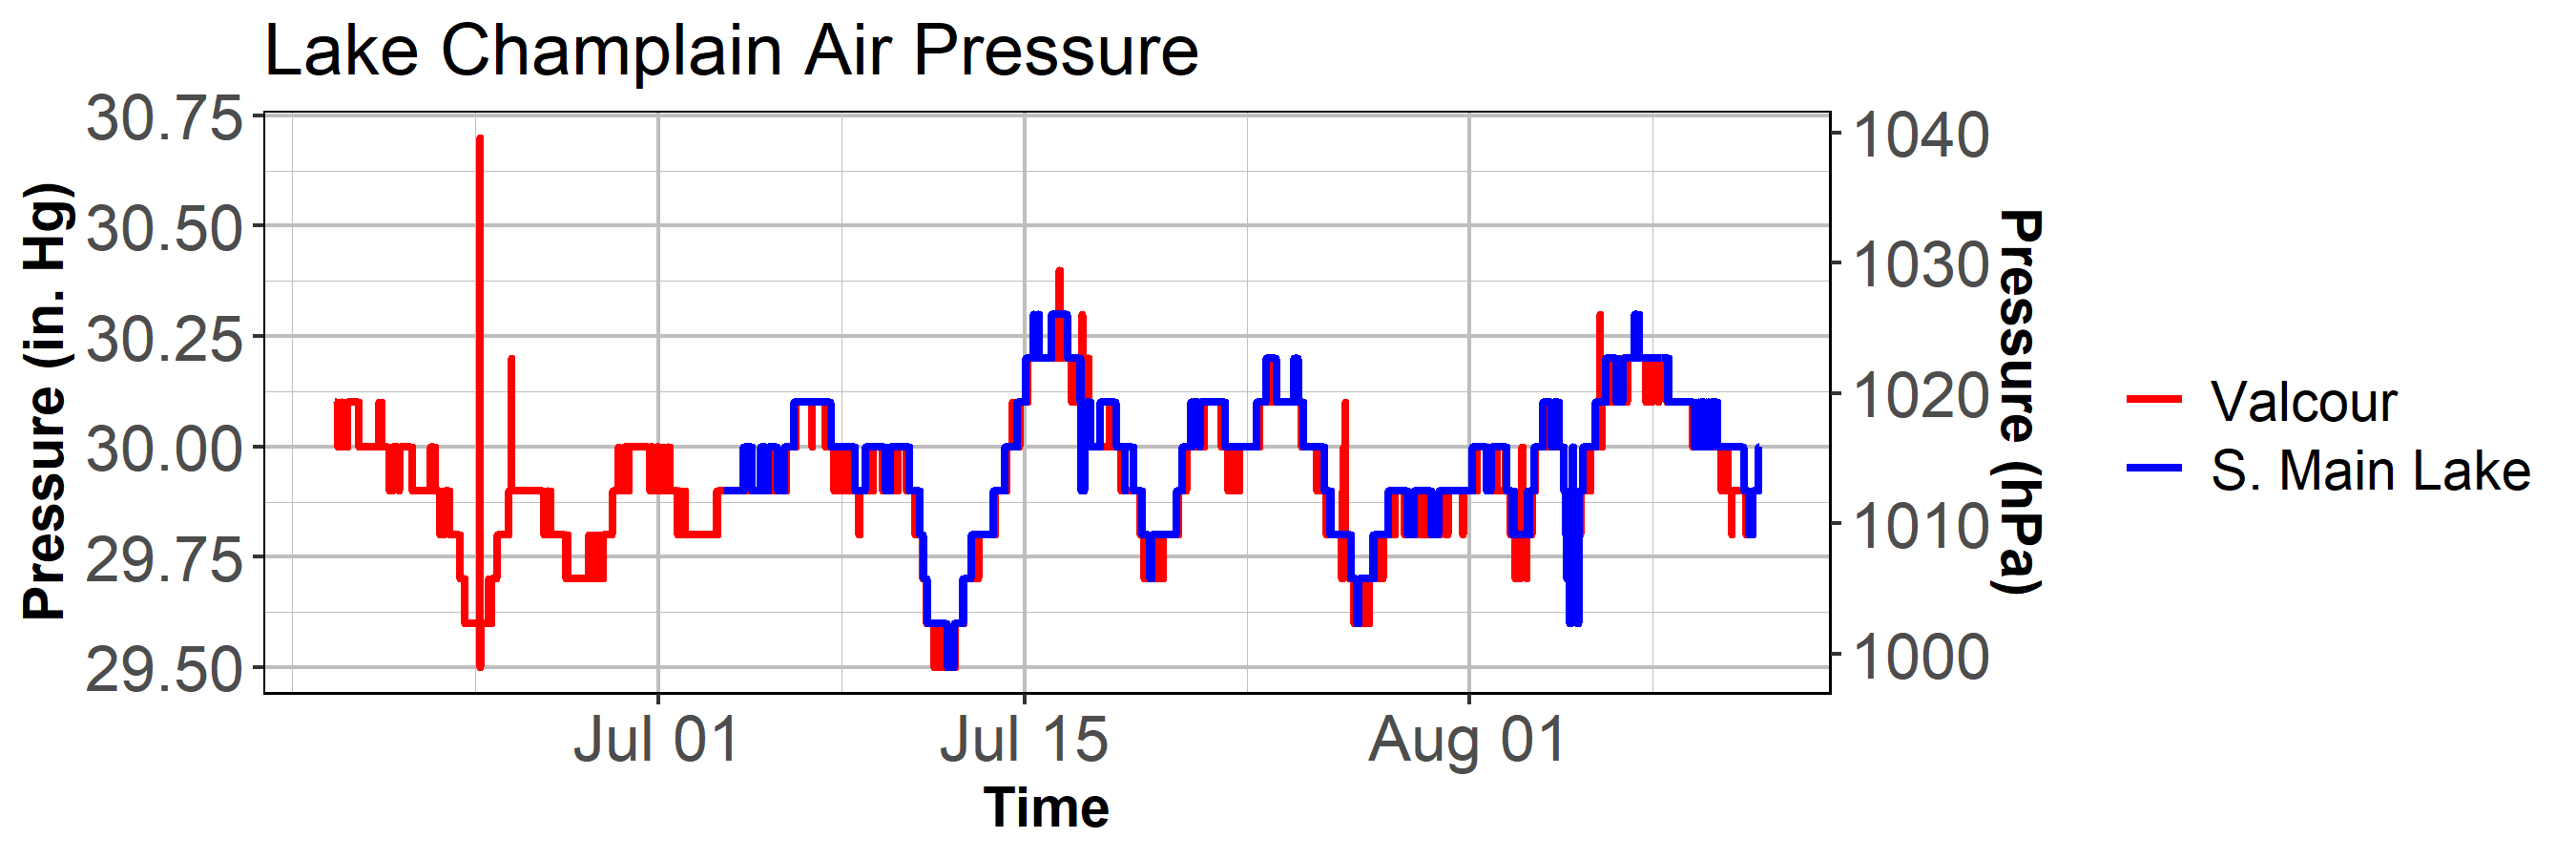 Lake Champlain Air Pressure
Pressure (in. Hg)
30.75
30.50
30.25
30.00
29.75
29.50
1040
1030
1020
1010
1000
Pressure (hPa)
Jul 01
Jul 15
Aug 01
Time
Valcour
S. Main Lake